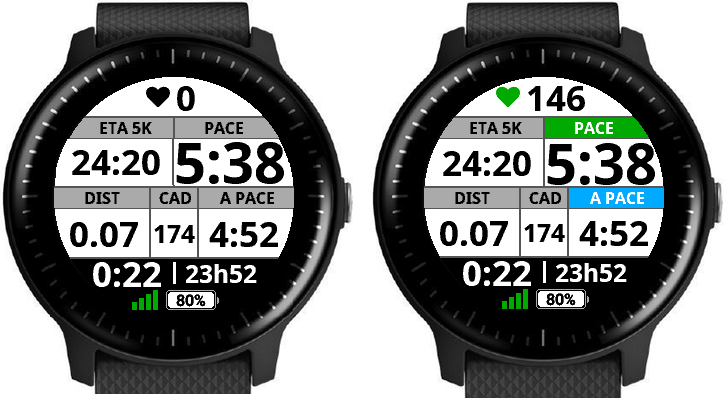 0
ETA 5K PACE
24:20 5:38
DIST CAD A PACE
0.07 174 4:52
0:22 | 23h52
80%
146
ETA 5K PACE
24:20 5:38
DIST CAD A PACE
0.07 174 4:52
0:22 | 23h52
80%